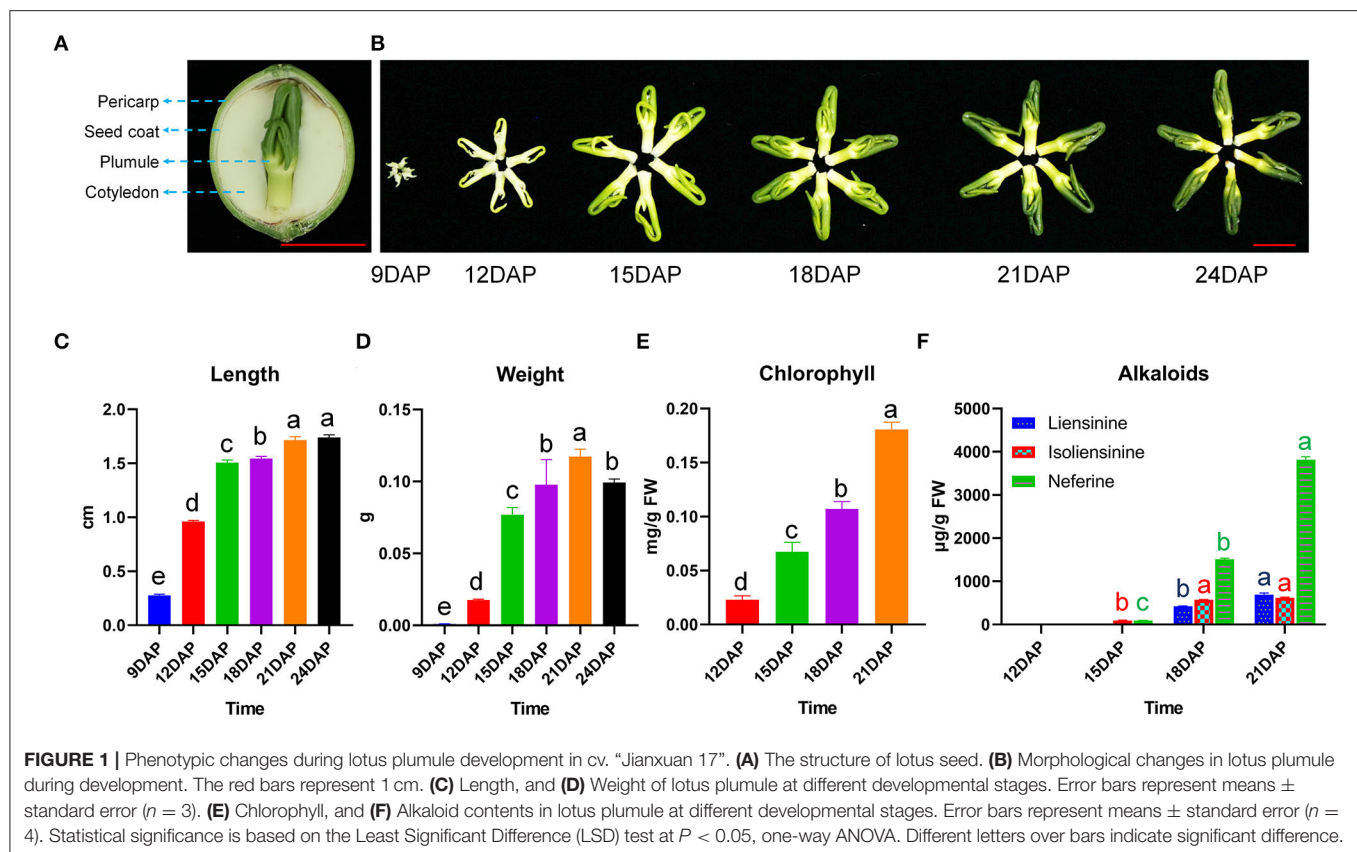 A
B
Pericarp
Seed coat
Plumule
Cotyledon
9DAP 12DAP 15DAP 18DAP 21DAP 24DAP
C
Length
cm
2.0
1.5
1.0
0.5
0.0
e d c b a a
9DAP 12DAP 15DAP 18DAP 21DAP 24DAP
Time
D
Weight
g
0.15
0.10
0.05
0.00
e d c b a b
9DAP 12DAP 15DAP 18DAP 21DAP 24DAP
Time
E
Chlorophyll
mg/g FW
0.20
0.15
0.10
0.05
0.00
d c b a
12DAP 15DAP 18DAP 21DAP
Time
F
Alkaloids
µg/g FW
5000
4000
3000
2000
1000
0
Liensinine
Isoliensinine
Neferine
b c b a b a a a
12DAP 15DAP 18DAP 21DAP
Time
FIGURE 1 | Phenotypic changes during lotus plumule development in cv. “Jianxuan 17”. (A) The structure of lotus seed. (B) Morphological changes in lotus plumule
during development. The red bars represent 1 cm. (C) Length, and (D) Weight of lotus plumule at different developmental stages. Error bars represent means ±
standard error (n = 3). (E) Chlorophyll, and (F) Alkaloid contents in lotus plumule at different developmental stages. Error bars represent means ± standard error (n =
4). Statistical significance is based on the Least Significant Difference (LSD) test at P < 0.05, one-way ANOVA. Different letters over bars indicate significant difference.